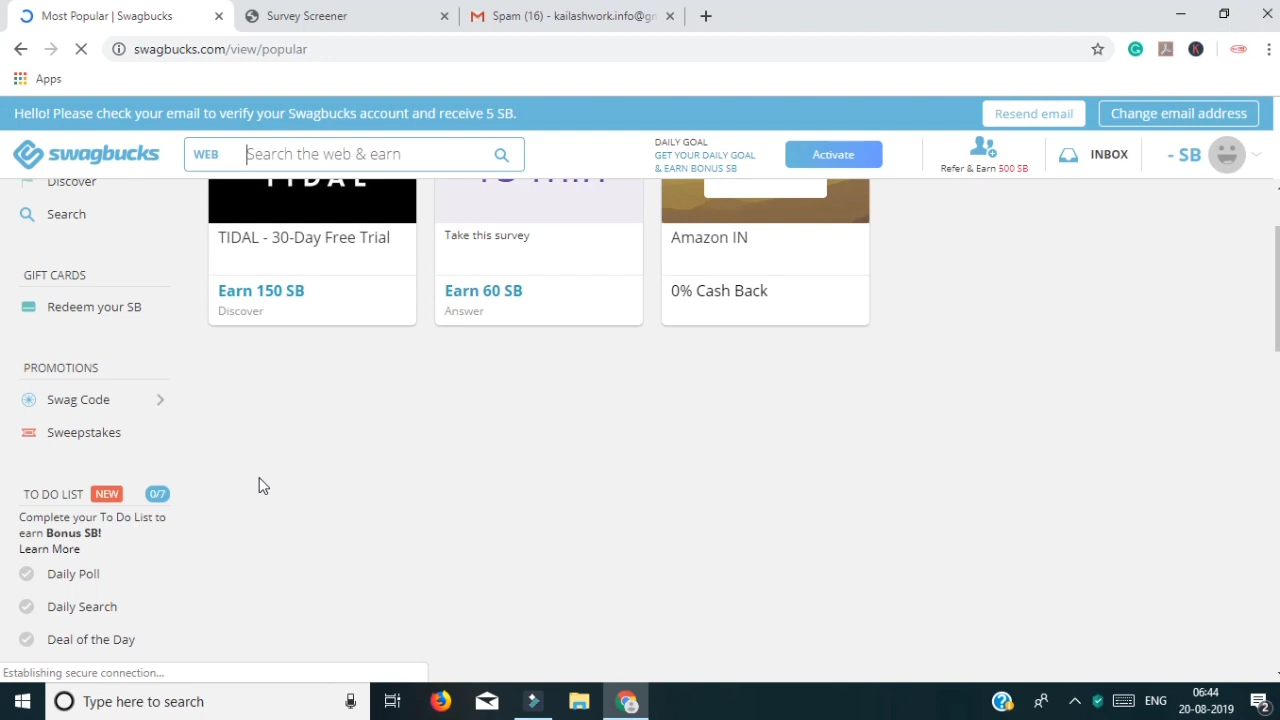 Most Popular | Swagbucks
Survey Screener
Spam (16) - kailashwork.info@g
swagbucks.com/view/popular
Apps
Hello! Please check your email to verify your Swagbucks account and receive 5 SB.
Resend email
Change email address
swagbucks
WEB
Search the web & earn
DAILY GOAL
GET YOUR DAILY GOAL
& EARN BONUS SB
Activate
Refer & Earn 500 SB
INBOX
- SB
Discover
Search
GIFT CARDS
Redeem your SB
PROMOTIONS
Swag Code
Sweepstakes
TO DO LIST NEW 0/7
Complete your To Do List to
earn Bonus SB!
Learn More
Daily Poll
Daily Search
Deal of the Day
TIDAL
TIDAL - 30-Day Free Trial
Earn 150 SB
Discover
Take this survey
Earn 60 SB
Answer
Amazon IN
0% Cash Back
Establishing secure connection...
Type here to search
ENG
06:44
20-08-2019
2